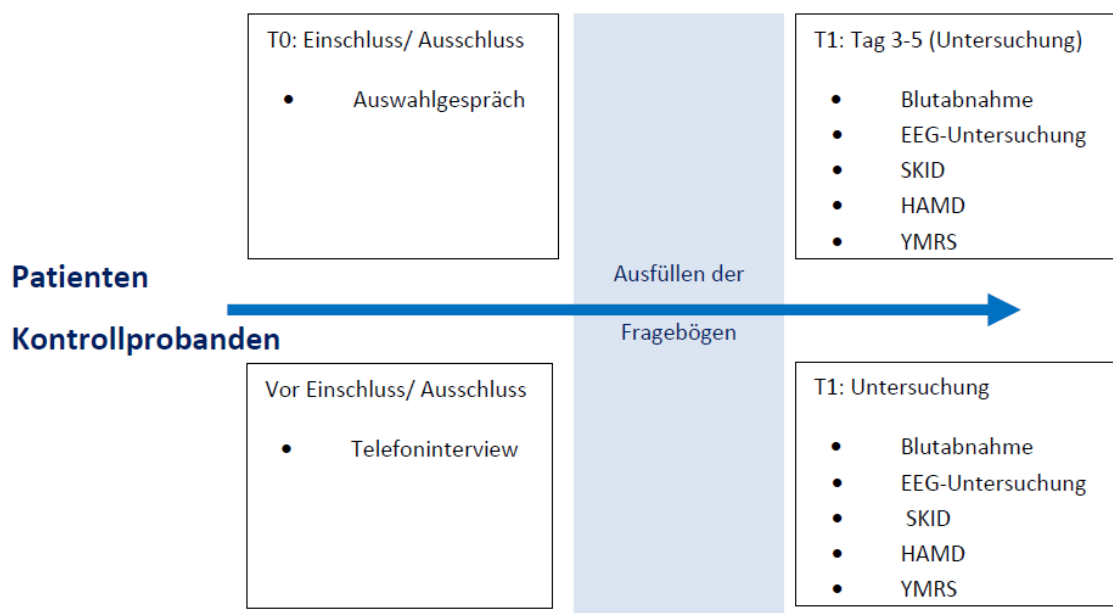 T0: Einschluss/ Ausschluss
• Auswahlgespräch
T1: Tag 3-5 (Untersuchung)
• Blutabnahme
• EEG-Untersuchung
• SKID
• HAMD
• YMRS
Patienten
Kontrollprobanden
Ausfüllen der
Fragebögen
Vor Einschluss/ Ausschluss
• Telefoninterview
T1: Untersuchung
• Blutabnahme
• EEG-Untersuchung
• SKID
• HAMD
• YMRS